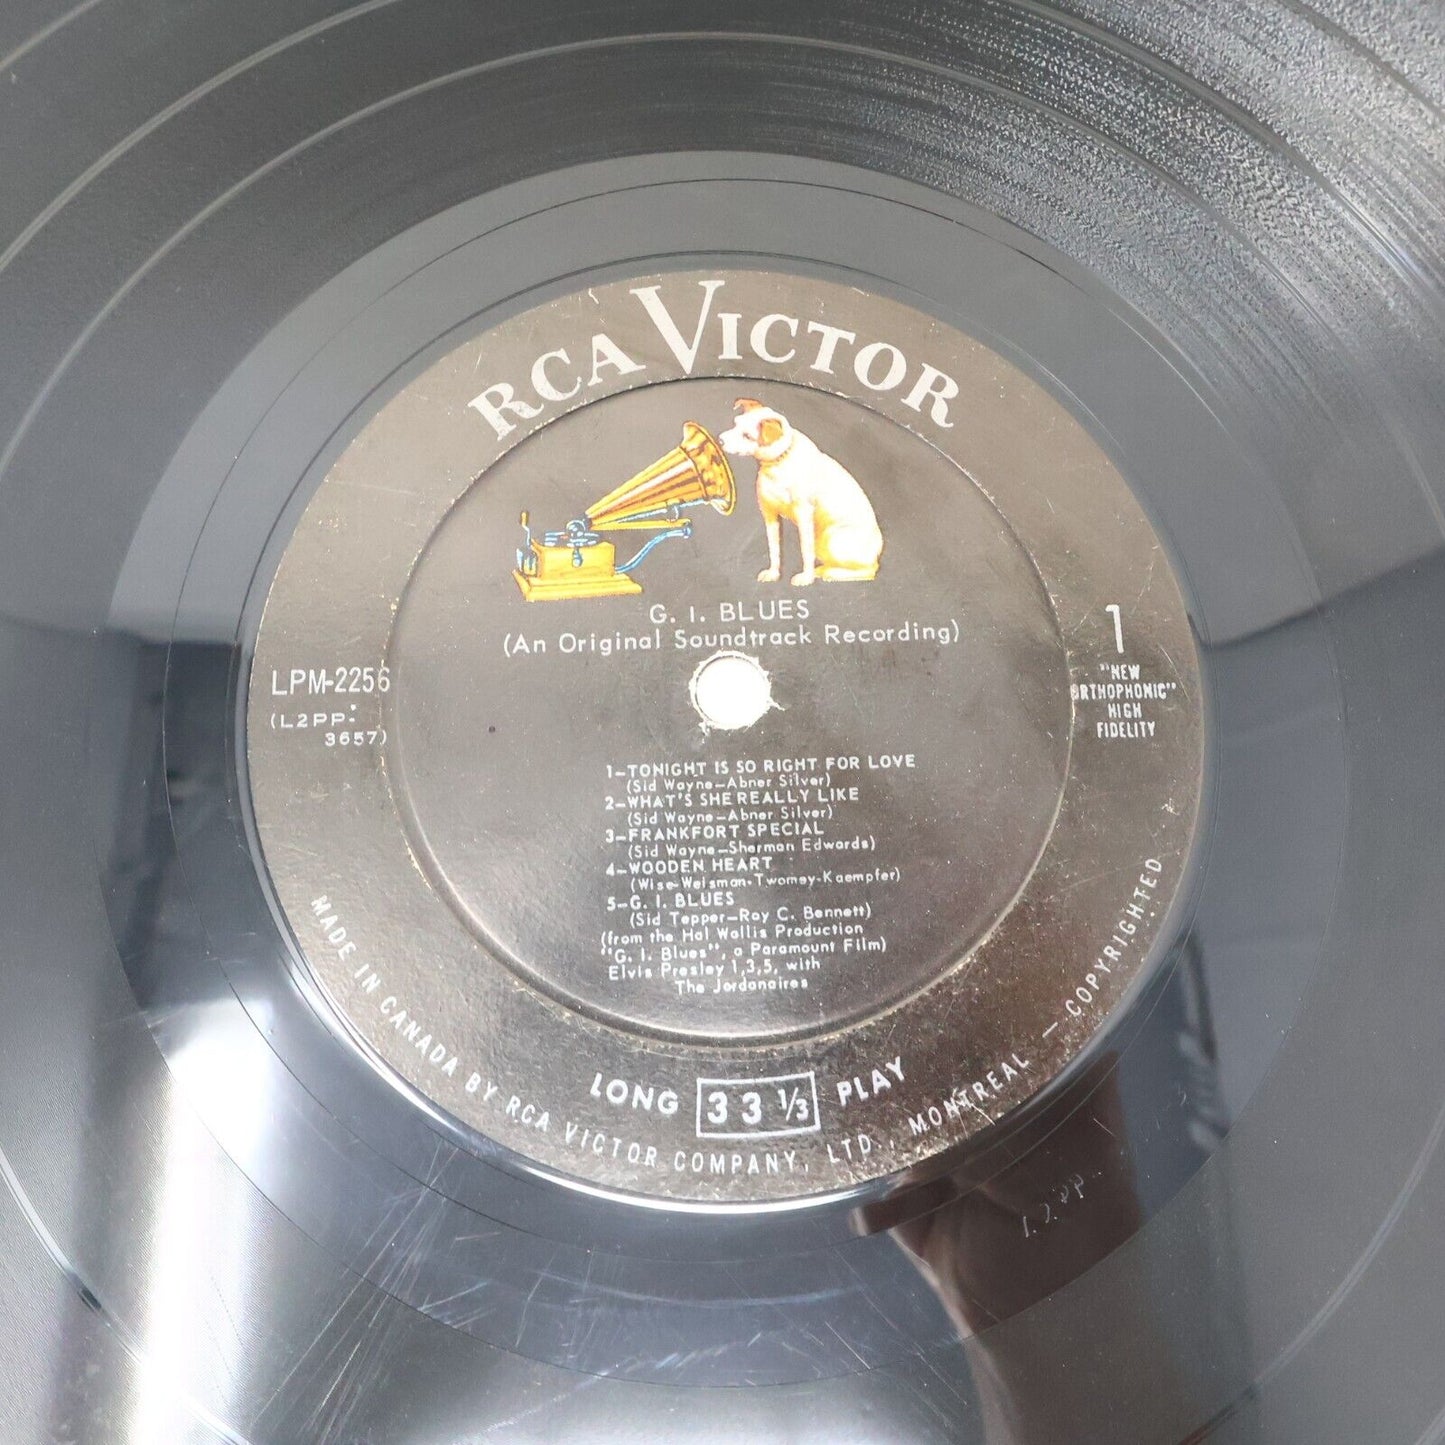 RCA VICTOR
G. I. BLUES
(An Original Soundtrack Recording)
LPM-2256
(L2PP-
3657)
1
"NEW
ORTHOPHONIC"
HIGH
FIDELITY
1-TONIGHT IS SO RIGHT FOR LOVE
(Sid Wayne-Abner Silver)
2-WHAT'S SHE REALLY LIKE
(Sid Wayne-Abner Silver)
3-FRANKFORT SPECIAL
(Sid Wayne-Sherman Edwards)
4-WOODEN HEART
(Wise-Weisman-Twomey-Kaempfer)
5-G. I. BLUES
(Sid Tepper-Roy C. Bennett)
(from the Hal Wallis Production
"G. I. Blues", a Paramount Film)
Elvis Presley 1,3,5, with
The Jordanaires
LONG 33 1/3 PLAY
MADE IN CANADA BY RCA VICTOR COMPANY, LTD., MONTREAL - COPYRIGHTED